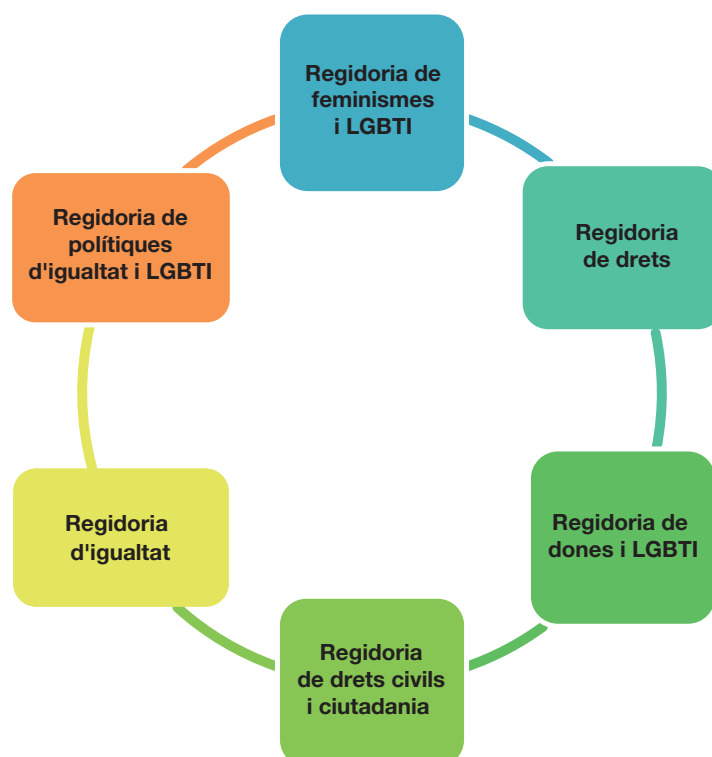 Regidoria de
feminismes
i LGBTI
Regidoria
de drets
Regidoria de
dones i LGBTI
Regidoria
de drets civils
i ciutadania
Regidoria
d'igualtat
Regidoria de
polítiques
d'igualtat i LGBTI